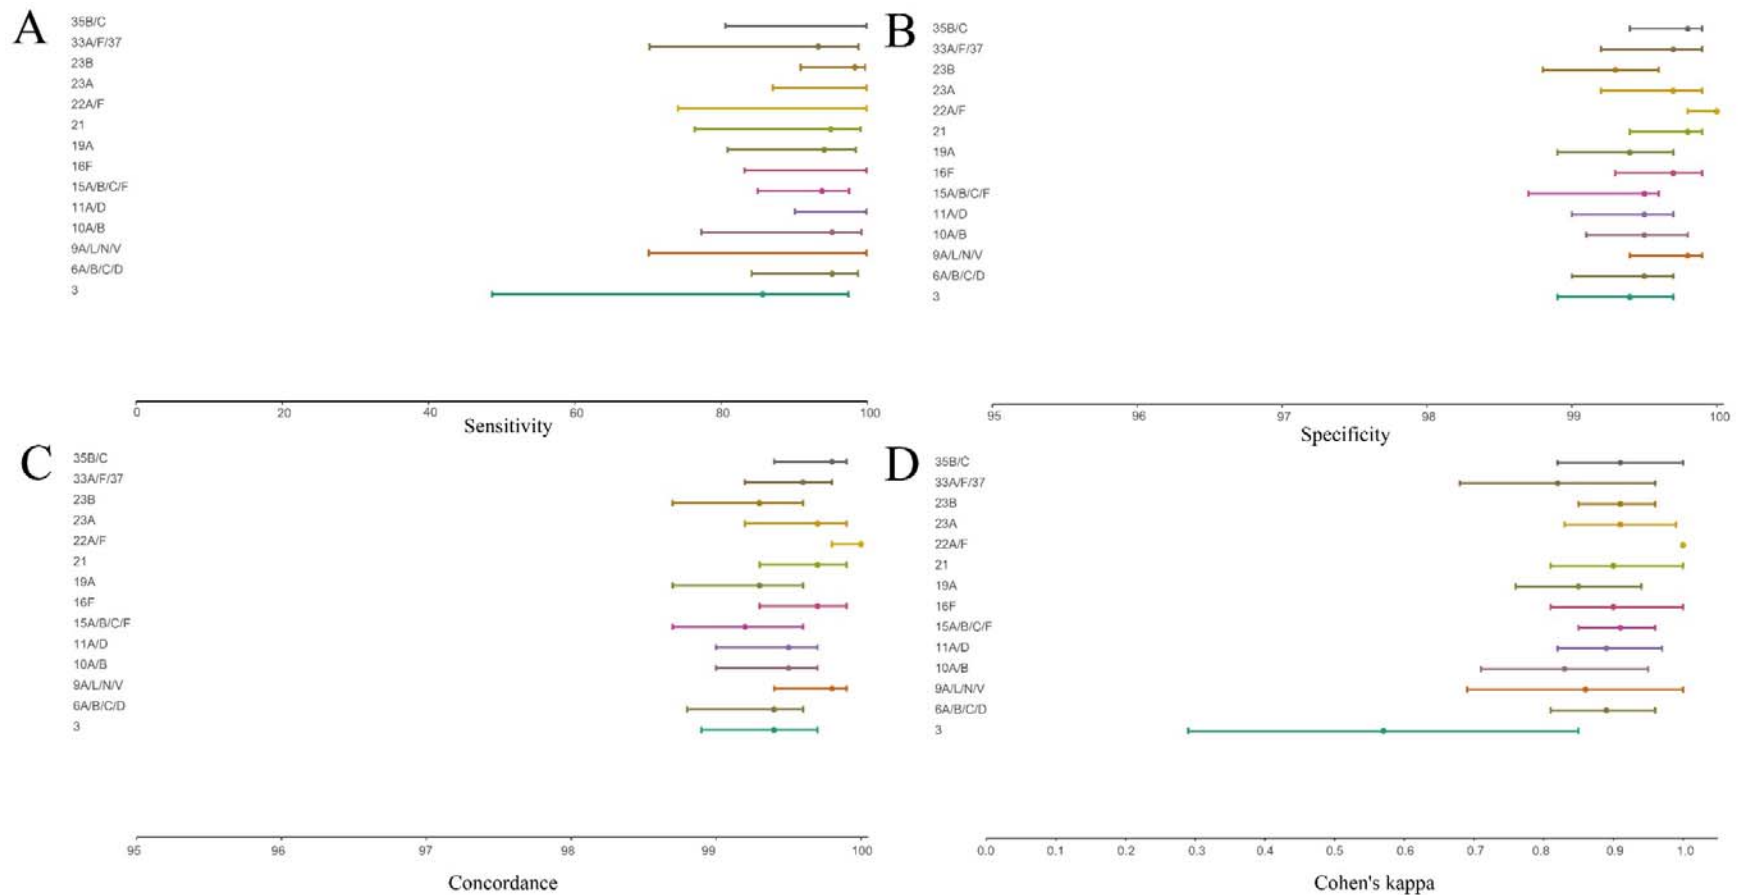 A
35B/C
33A/F/37
23B
23A
22A/F
21
19A
16F
15A/B/C/F
11A/D
10A/B
9A/L/N/V
6A/B/C/D
3
0 20 40 60 80 100
Sensitivity
B
35B/C
33A/F/37
23B
23A
22A/F
21
19A
16F
15A/B/C/F
11A/D
10A/B
9A/L/N/V
6A/B/C/D
3
95 96 97 98 99 100
Specificity
C
35B/C
33A/F/37
23B
23A
22A/F
21
19A
16F
15A/B/C/F
11A/D
10A/B
9A/L/N/V
6A/B/C/D
3
95 96 97 98 99 100
Concordance
D
35B/C
33A/F/37
23B
23A
22A/F
21
19A
16F
15A/B/C/F
11A/D
10A/B
9A/L/N/V
6A/B/C/D
3
0.0 0.1 0.2 0.3 0.4 0.5 0.6 0.7 0.8 0.9 1.0
Cohen's kappa